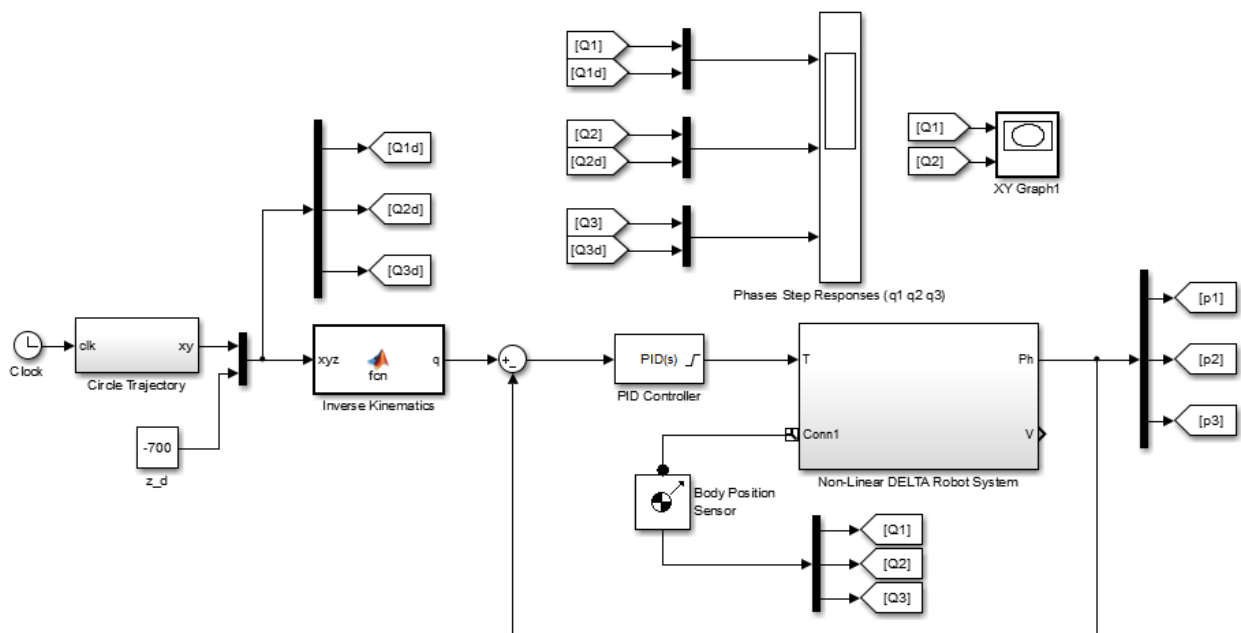 [Q1]
[Q1d]
[Q2]
[Q2d]
[Q3]
[Q3d]
Phases Step Responses (q1 q2 q3)
[Q1]
[Q2]
XY Graph1
[Q1d]
[Q2d]
[Q3d]
Clock
clk
xy
Circle Trajectory
-700
z_d
xyz
fcn
q
Inverse Kinematics
+
-
PID(s)
PID Controller
T
Ph
Conn1
V
Non-Linear DELTA Robot System
Body Position
Sensor
[Q1]
[Q2]
[Q3]
[p1]
[p2]
[p3]